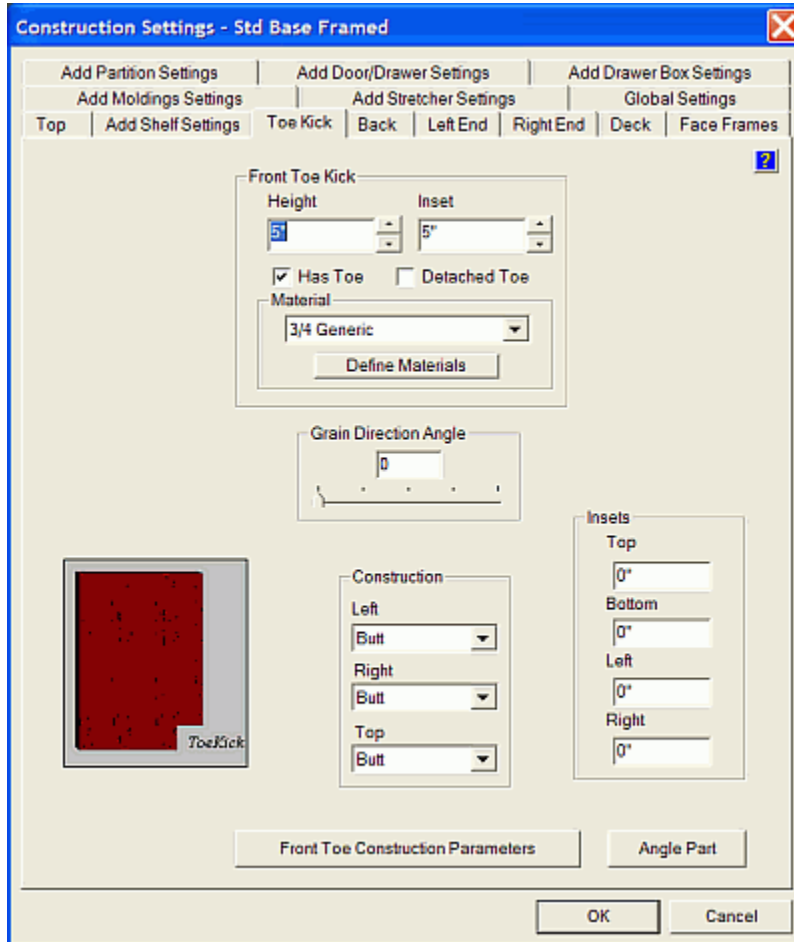 Construction Settings - Std Base Framed
Add Partition Settings Add Door/Drawer Settings Add Drawer Box Settings
Add Moldings Settings Add Stretcher Settings Global Settings
Top Add Shelf Settings Toe Kick Back Left End Right End Deck Face Frames
?
Front Toe Kick
Height Inset
5" 5"
Has Toe Detached Toe
Material
3/4 Generic
Define Materials
Grain Direction Angle
0
Insets
Top
0"
Bottom
0"
Left
0"
Right
0"
Construction
Left
Butt
Right
Butt
Top
Butt
ToeKick
Front Toe Construction Parameters Angle Part
OK Cancel